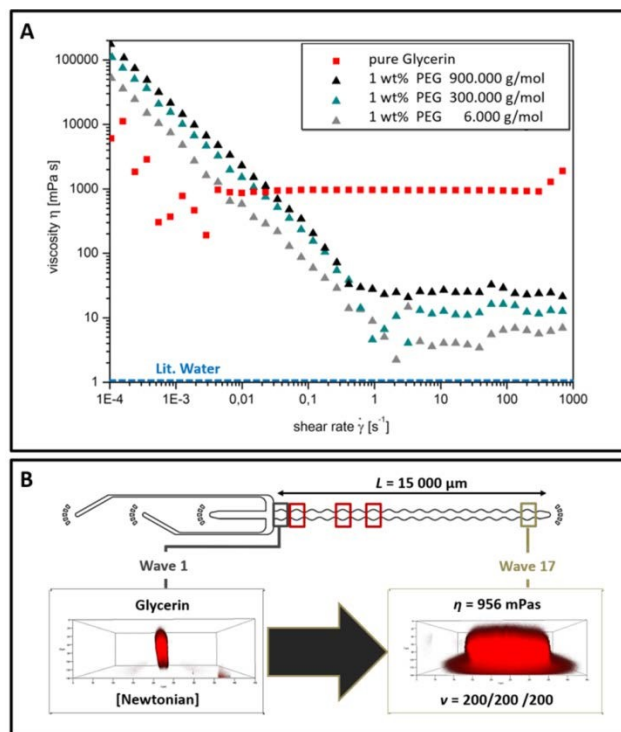 A
pure Glycerin
1 wt% PEG 900.000 g/mol
1 wt% PEG 300.000 g/mol
1 wt% PEG 6.000 g/mol
viscosity η [mPa s]
100000
10000
1000
100
10
1
Lit. Water
1E-4 1E-3 0,01 0,1 1 10 100 1000
shear rate γ̇ [s⁻¹]
B
L = 15 000 µm
Wave 1
Wave 17
Glycerin
η = 956 mPas
[Newtonian]
v = 200/200 /200